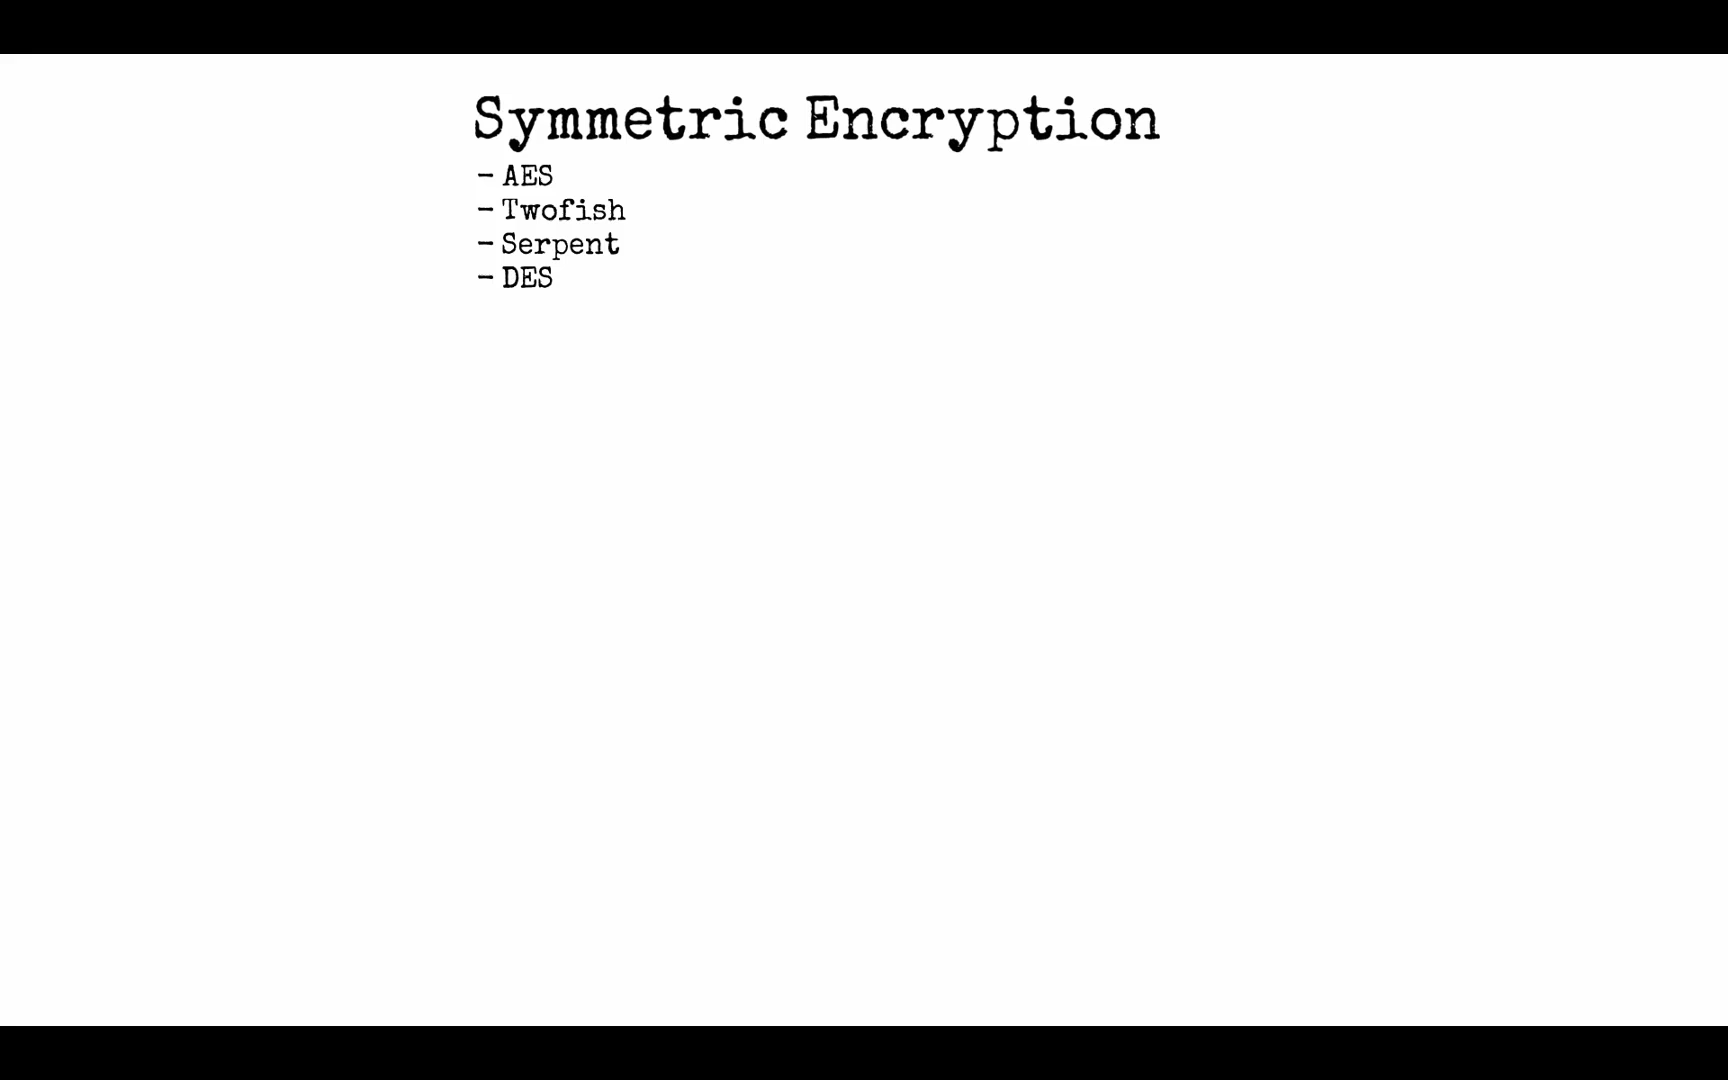 Symmetric Encryption
- AES
- Twofish
- Serpent
- DES